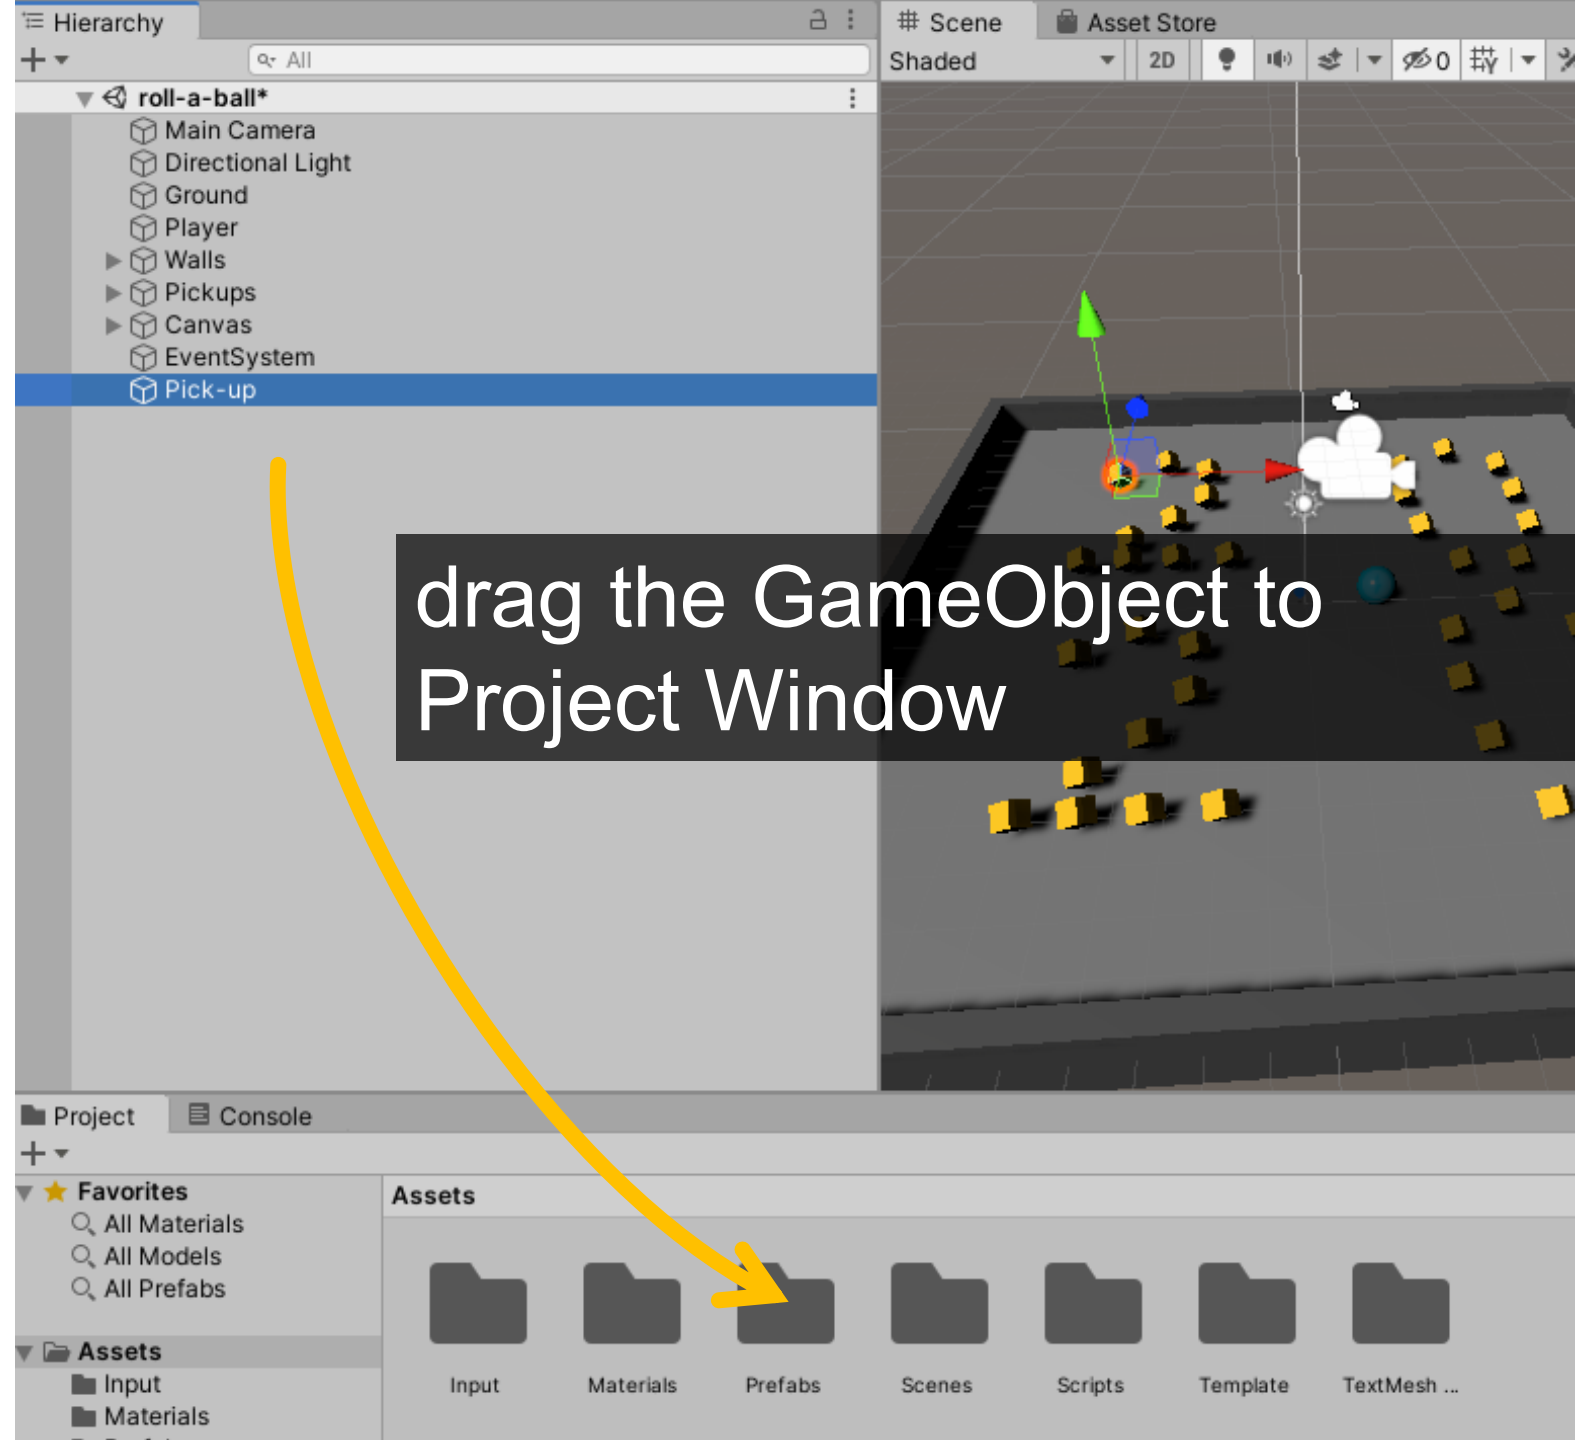 Hierarchy
All
roll-a-ball*
Main Camera
Directional Light
Ground
Player
Walls
Pickups
Canvas
EventSystem
Pick-up
Scene
Asset Store
Shaded
2D
0
drag the GameObject to
Project Window
Project
Console
Favorites
All Materials
All Models
All Prefabs
Assets
Input
Materials
Assets
Input
Materials
Prefabs
Scenes
Scripts
Template
TextMesh ...